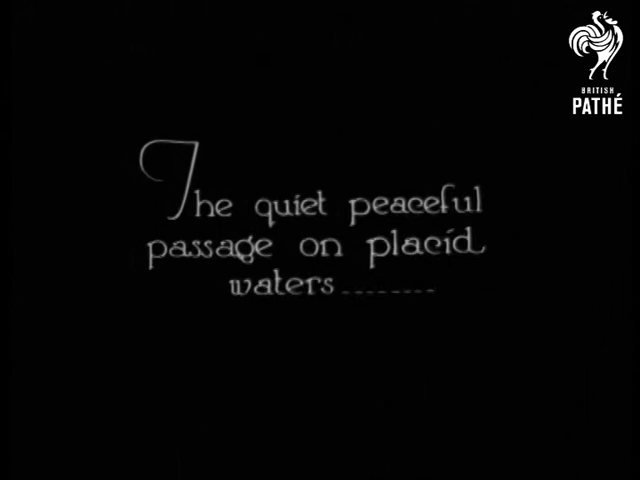 BRITISH
PATHÉ
The quiet peaceful
passage on placid
waters........